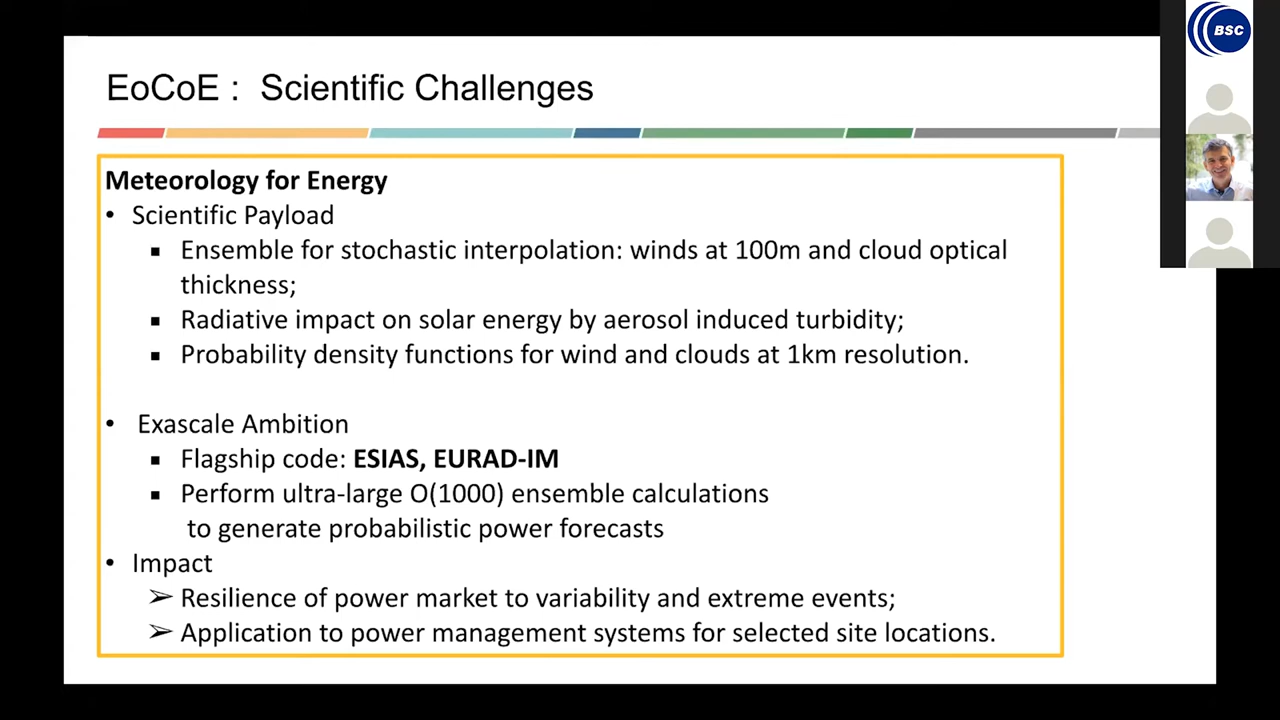 BSC
EoCoE : Scientific Challenges
Meteorology for Energy
• Scientific Payload
▪ Ensemble for stochastic interpolation: winds at 100m and cloud optical
thickness;
▪ Radiative impact on solar energy by aerosol induced turbidity;
▪ Probability density functions for wind and clouds at 1km resolution.
• Exascale Ambition
▪ Flagship code: ESIAS, EURAD-IM
▪ Perform ultra-large O(1000) ensemble calculations
to generate probabilistic power forecasts
• Impact
➢ Resilience of power market to variability and extreme events;
➢ Application to power management systems for selected site locations.